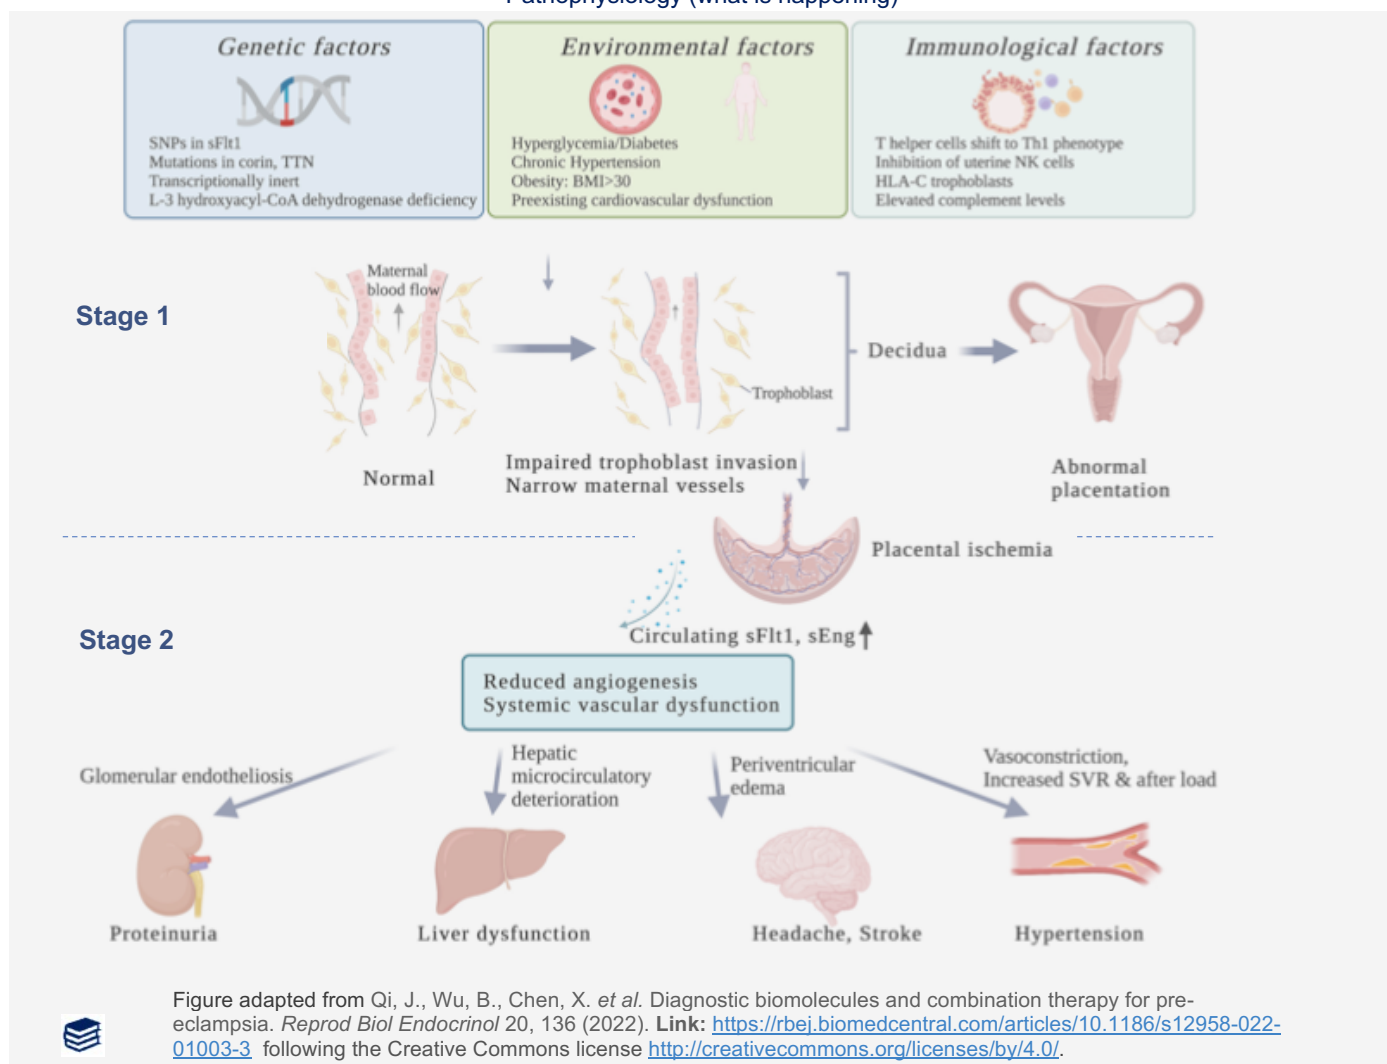 Pathophysiology (what is happening)
Genetic factors
SNPs in sFlt1
Mutations in corin, TTN
Transcriptionally inert
L-3 hydroxyacyl-CoA dehydrogenase deficiency
Environmental factors
Hyperglycemia/Diabetes
Chronic Hypertension
Obesity: BMI>30
Preexisting cardiovascular dysfunction
Immunological factors
T helper cells shift to Th1 phenotype
Inhibition of uterine NK cells
HLA-C trophoblasts
Elevated complement levels
Stage 1
Maternal
blood flow
Trophoblast
Decidua
Normal
Impaired trophoblast invasion
Narrow maternal vessels
Abnormal
placentation
Placental ischemia
Stage 2
Circulating sFlt1, sEng
Reduced angiogenesis
Systemic vascular dysfunction
Glomerular endotheliosis
Hepatic
microcirculatory
deterioration
Periventricular
edema
Vasoconstriction,
Increased SVR & after load
Proteinuria
Liver dysfunction
Headache, Stroke
Hypertension
Figure adapted from Qi, J., Wu, B., Chen, X. et al. Diagnostic biomolecules and combination therapy for pre-
eclampsia. Reprod Biol Endocrinol 20, 136 (2022). Link: https://rbej.biomedcentral.com/articles/10.1186/s12958-022-
01003-3 following the Creative Commons license http://creativecommons.org/licenses/by/4.0/.